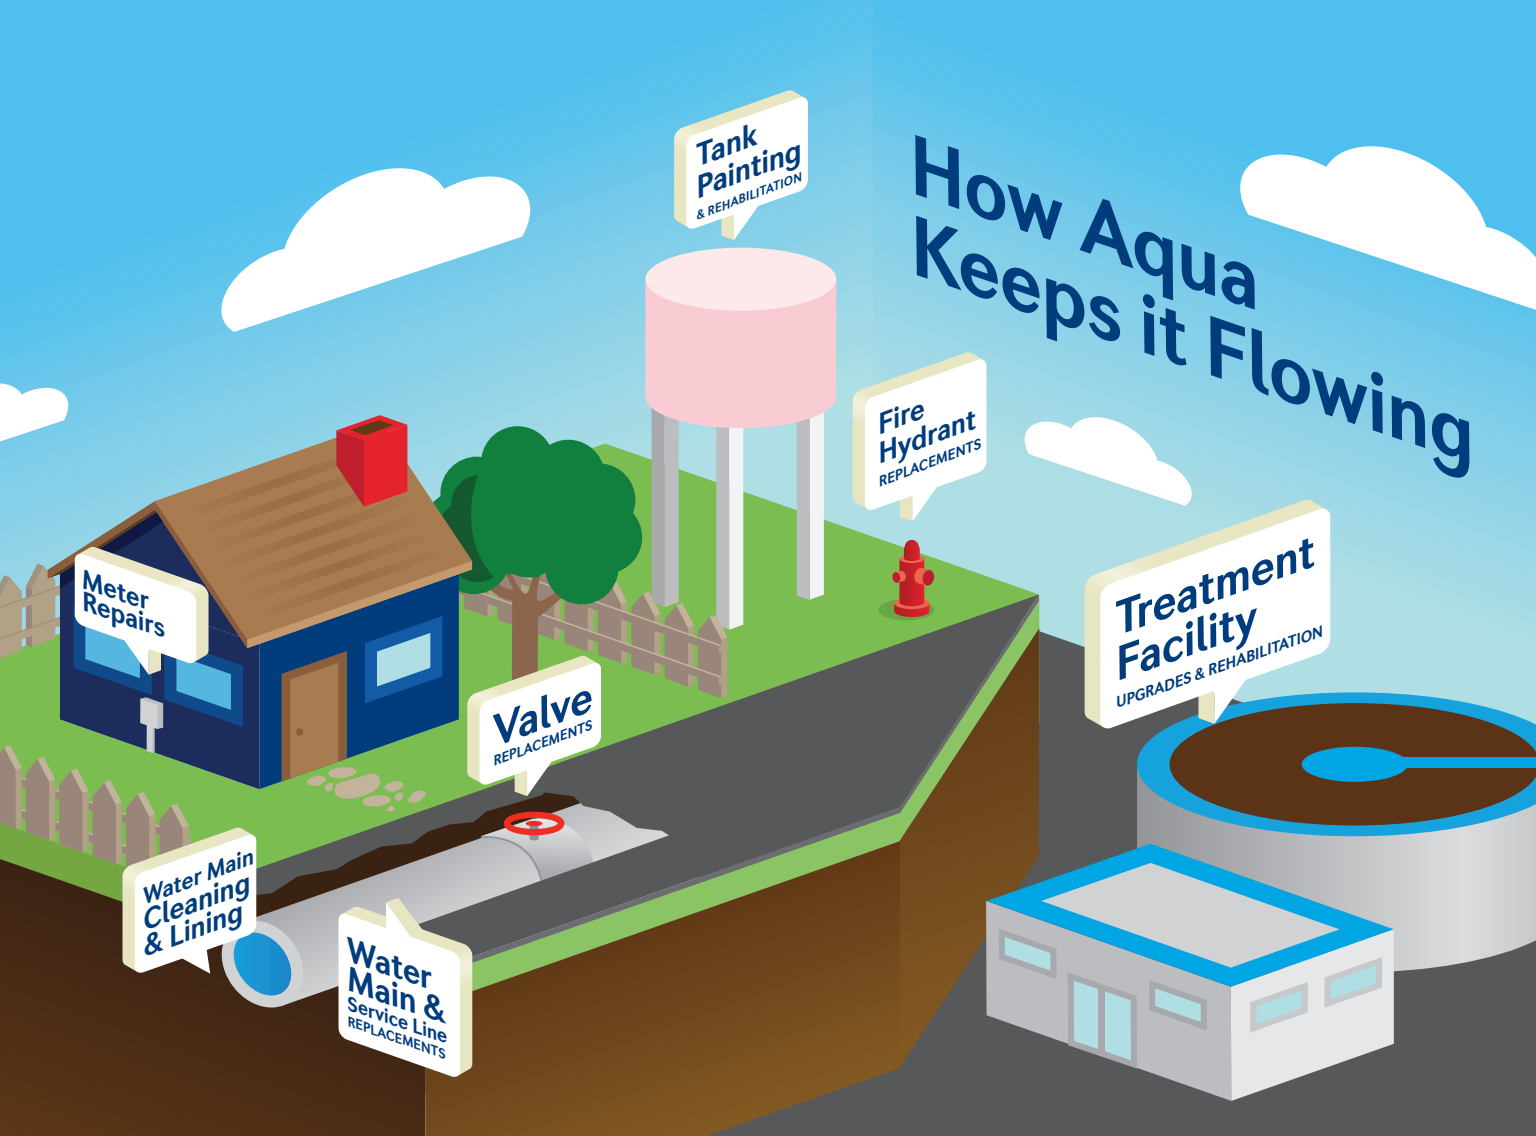 How Aqua
Keeps it Flowing
Tank
Painting
& REHABILITATION
Fire
Hydrant
REPLACEMENTS
Treatment
Facility
UPGRADES & REHABILITATION
Meter
Repairs
Valve
REPLACEMENTS
Water Main
Cleaning
& Lining
Water
Main &
Service Line
REPLACEMENTS